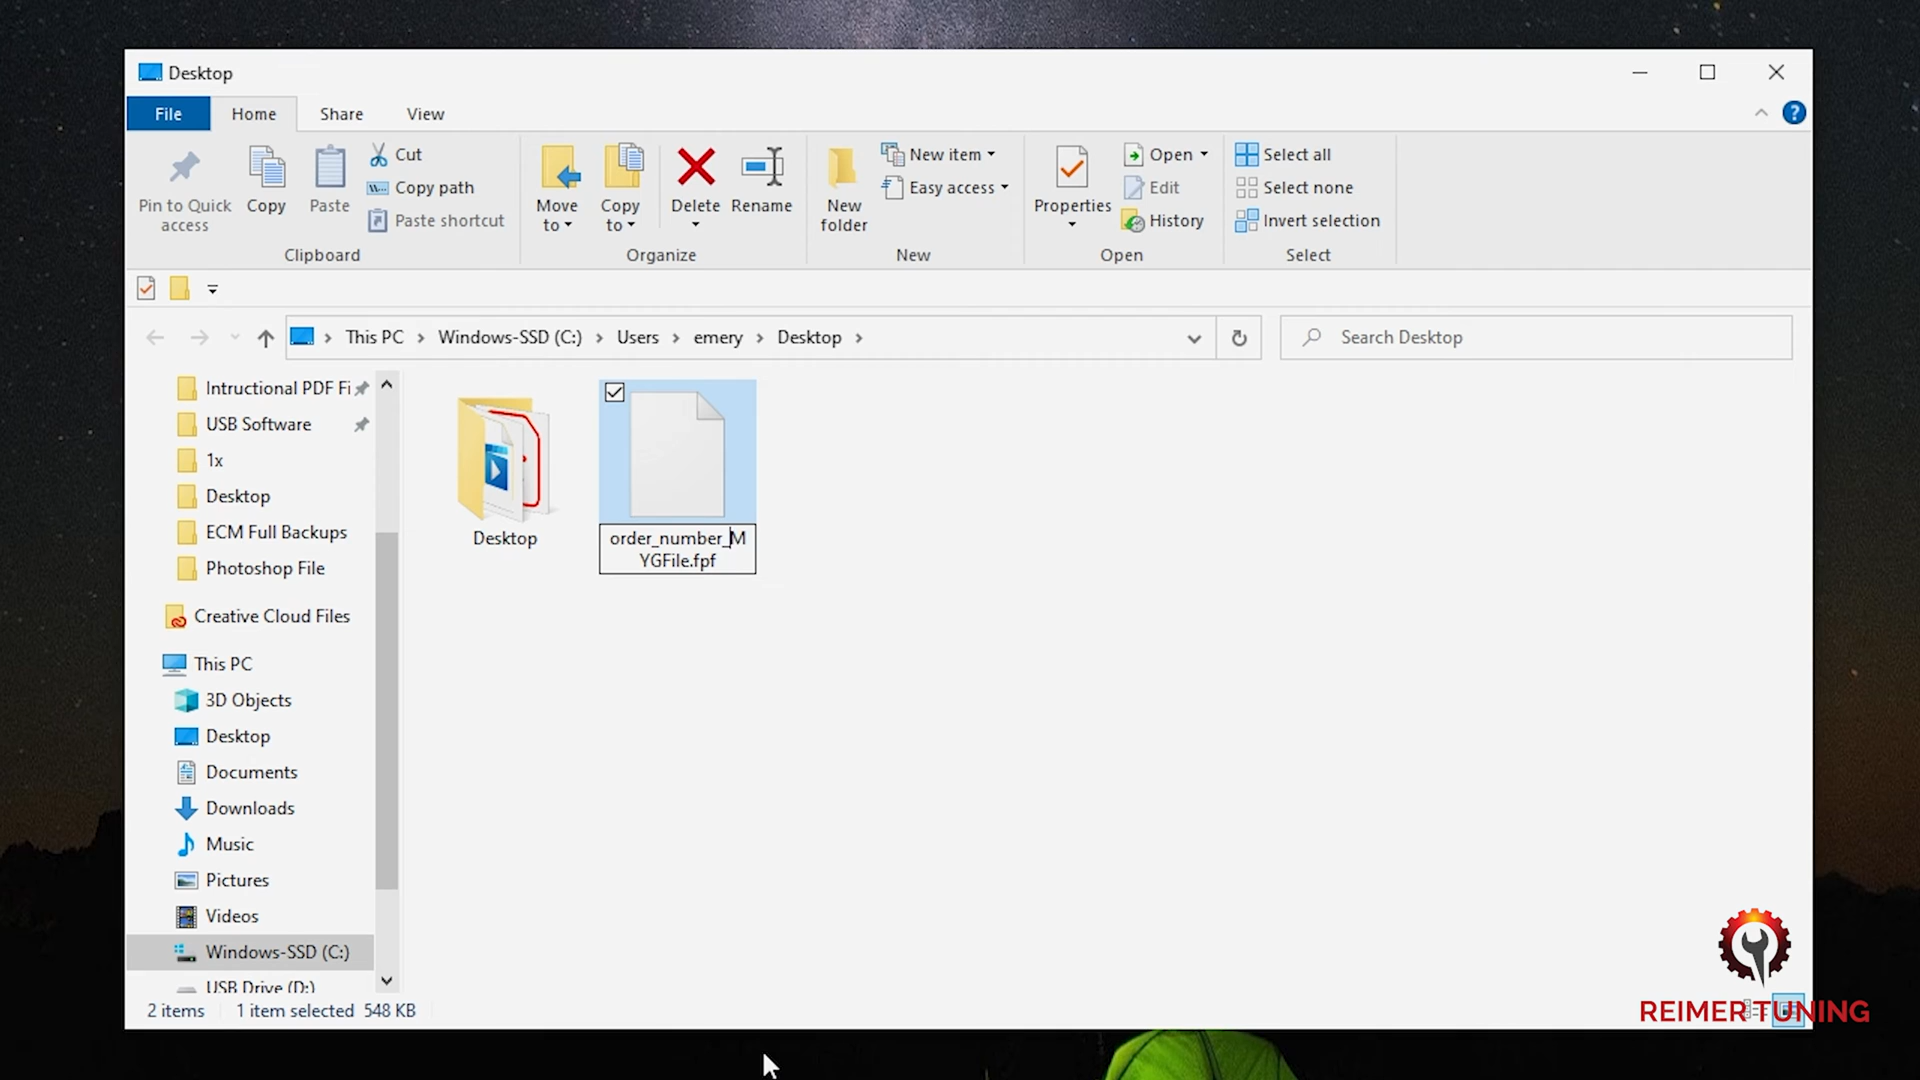 Desktop
File
Home
Share
View
Pin to Quick
access
Copy
Paste
Cut
Copy path
Paste shortcut
Clipboard
Move
to
Copy
to
Delete
Rename
Organize
New
folder
New item
Easy access
New
Properties
Open
Edit
History
Open
Select all
Select none
Invert selection
Select
This PC
Windows-SSD (C:)
Users
emery
Desktop
Search Desktop
Intructional PDF Fi
USB Software
1x
Desktop
ECM Full Backups
Photoshop File
Creative Cloud Files
This PC
3D Objects
Desktop
Documents
Downloads
Music
Pictures
Videos
Windows-SSD (C:)
USB Drive (D:)
Desktop
order_number_M
YGFile.fpf
2 items
1 item selected 548 KB
REIMER TUNING